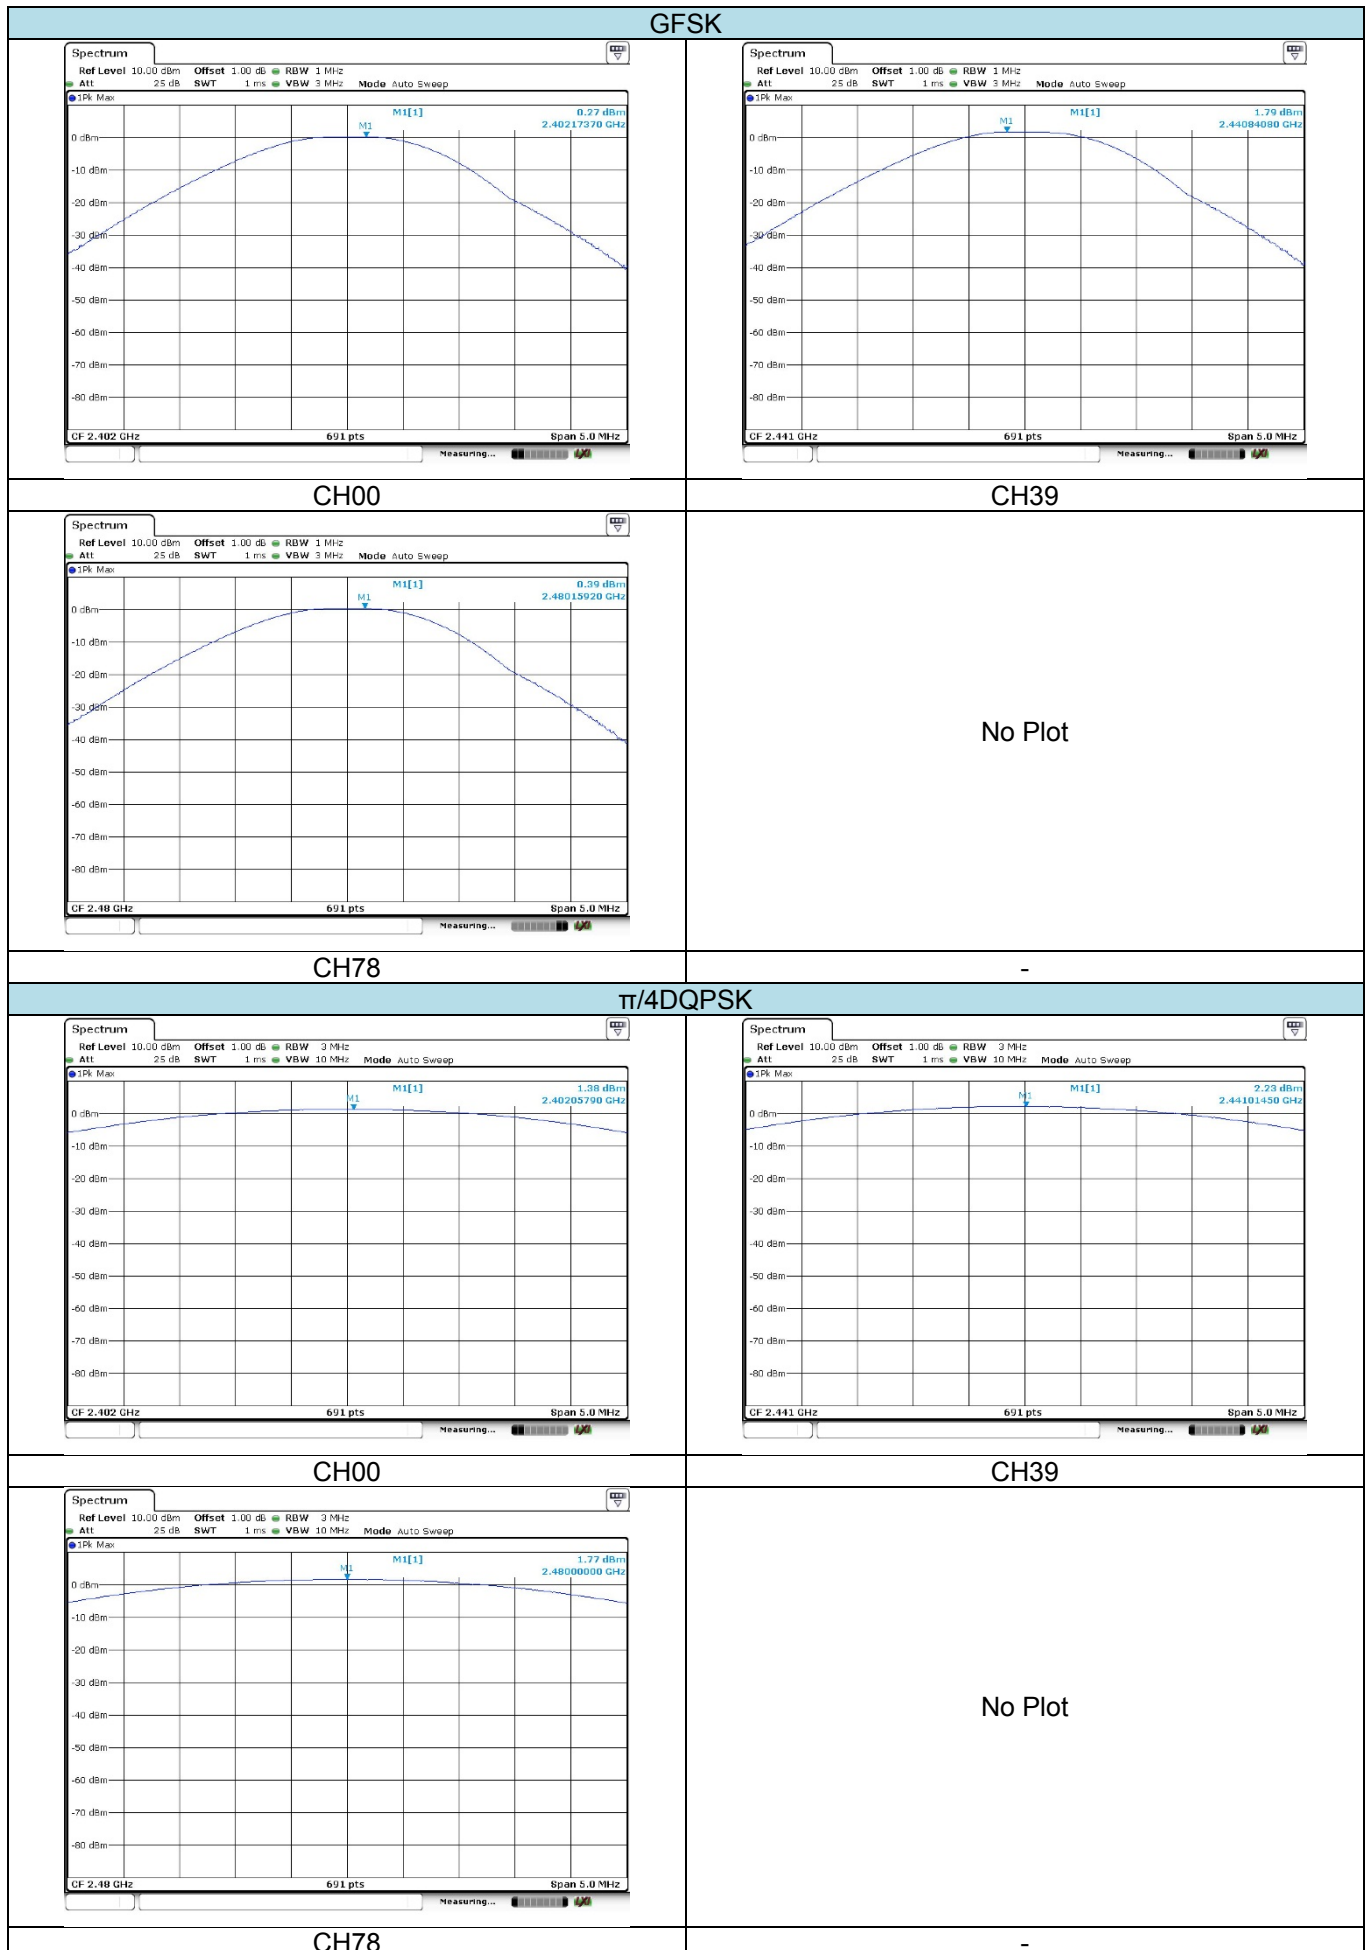 GFSK
Spectrum
Ref Level 10.00 dBm Offset 1.00 dB RBW 1 MHz
Att 25 dB SWT 1 ms VBW 3 MHz Mode Auto Sweep
1Pk Max
M1[1] 0.27 dBm
2.40217370 GHz
M1
0 dBm
-10 dBm
-20 dBm
-30 dBm
-40 dBm
-50 dBm
-60 dBm
-70 dBm
-80 dBm
CF 2.402 GHz 691 pts Span 5.0 MHz
Measuring...
CH00
Spectrum
Ref Level 10.00 dBm Offset 1.00 dB RBW 1 MHz
Att 25 dB SWT 1 ms VBW 3 MHz Mode Auto Sweep
1Pk Max
M1[1] 1.79 dBm
2.44084080 GHz
M1
0 dBm
-10 dBm
-20 dBm
-30 dBm
-40 dBm
-50 dBm
-60 dBm
-70 dBm
-80 dBm
CF 2.441 GHz 691 pts Span 5.0 MHz
Measuring...
CH39
Spectrum
Ref Level 10.00 dBm Offset 1.00 dB RBW 1 MHz
Att 25 dB SWT 1 ms VBW 3 MHz Mode Auto Sweep
1Pk Max
M1[1] 0.39 dBm
2.48015920 GHz
M1
0 dBm
-10 dBm
-20 dBm
-30 dBm
-40 dBm
-50 dBm
-60 dBm
-70 dBm
-80 dBm
CF 2.48 GHz 691 pts Span 5.0 MHz
Measuring...
CH78
No Plot
-
π/4DQPSK
Spectrum
Ref Level 10.00 dBm Offset 1.00 dB RBW 3 MHz
Att 25 dB SWT 1 ms VBW 10 MHz Mode Auto Sweep
1Pk Max
M1[1] 1.38 dBm
2.40205790 GHz
M1
0 dBm
-10 dBm
-20 dBm
-30 dBm
-40 dBm
-50 dBm
-60 dBm
-70 dBm
-80 dBm
CF 2.402 GHz 691 pts Span 5.0 MHz
Measuring...
CH00
Spectrum
Ref Level 10.00 dBm Offset 1.00 dB RBW 3 MHz
Att 25 dB SWT 1 ms VBW 10 MHz Mode Auto Sweep
1Pk Max
M1[1] 2.23 dBm
2.44101450 GHz
M1
0 dBm
-10 dBm
-20 dBm
-30 dBm
-40 dBm
-50 dBm
-60 dBm
-70 dBm
-80 dBm
CF 2.441 GHz 691 pts Span 5.0 MHz
Measuring...
CH39
Spectrum
Ref Level 10.00 dBm Offset 1.00 dB RBW 3 MHz
Att 25 dB SWT 1 ms VBW 10 MHz Mode Auto Sweep
1Pk Max
M1[1] 1.77 dBm
2.48000000 GHz
M1
0 dBm
-10 dBm
-20 dBm
-30 dBm
-40 dBm
-50 dBm
-60 dBm
-70 dBm
-80 dBm
CF 2.48 GHz 691 pts Span 5.0 MHz
Measuring...
CH78
No Plot
-